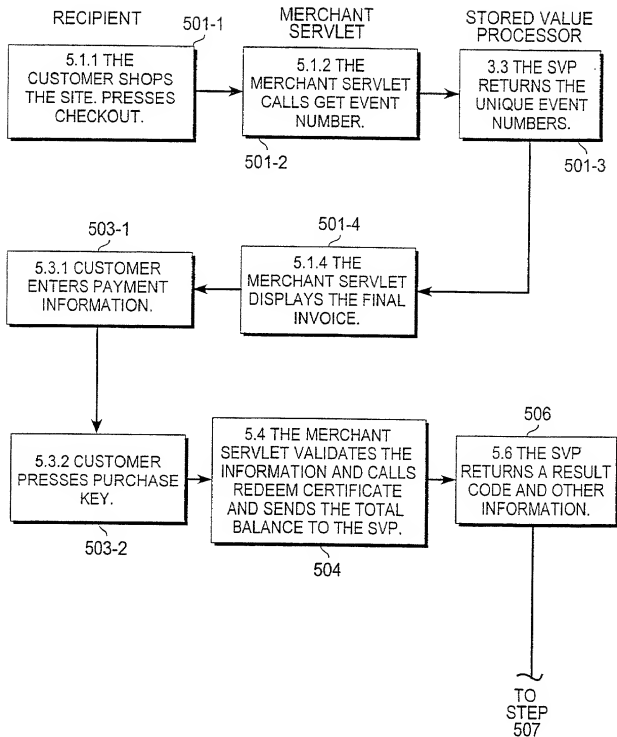 RECIPIENT
MERCHANT
SERVLET
STORED VALUE
PROCESSOR
501-1
5.1.1 THE
CUSTOMER SHOPS
THE SITE. PRESSES
CHECKOUT.
5.1.2 THE
MERCHANT SERVLET
CALLS GET EVENT
NUMBER.
501-2
3.3 THE SVP
RETURNS THE
UNIQUE EVENT
NUMBERS.
501-3
503-1
5.3.1 CUSTOMER
ENTERS PAYMENT
INFORMATION.
501-4
5.1.4 THE
MERCHANT SERVLET
DISPLAYS THE FINAL
INVOICE.
5.3.2 CUSTOMER
PRESSES PURCHASE
KEY.
503-2
5.4 THE MERCHANT
SERVLET VALIDATES THE
INFORMATION AND CALLS
REDEEM CERTIFICATE
AND SENDS THE TOTAL
BALANCE TO THE SVP.
504
506
5.6 THE SVP
RETURNS A RESULT
CODE AND OTHER
INFORMATION.
TO
STEP
507